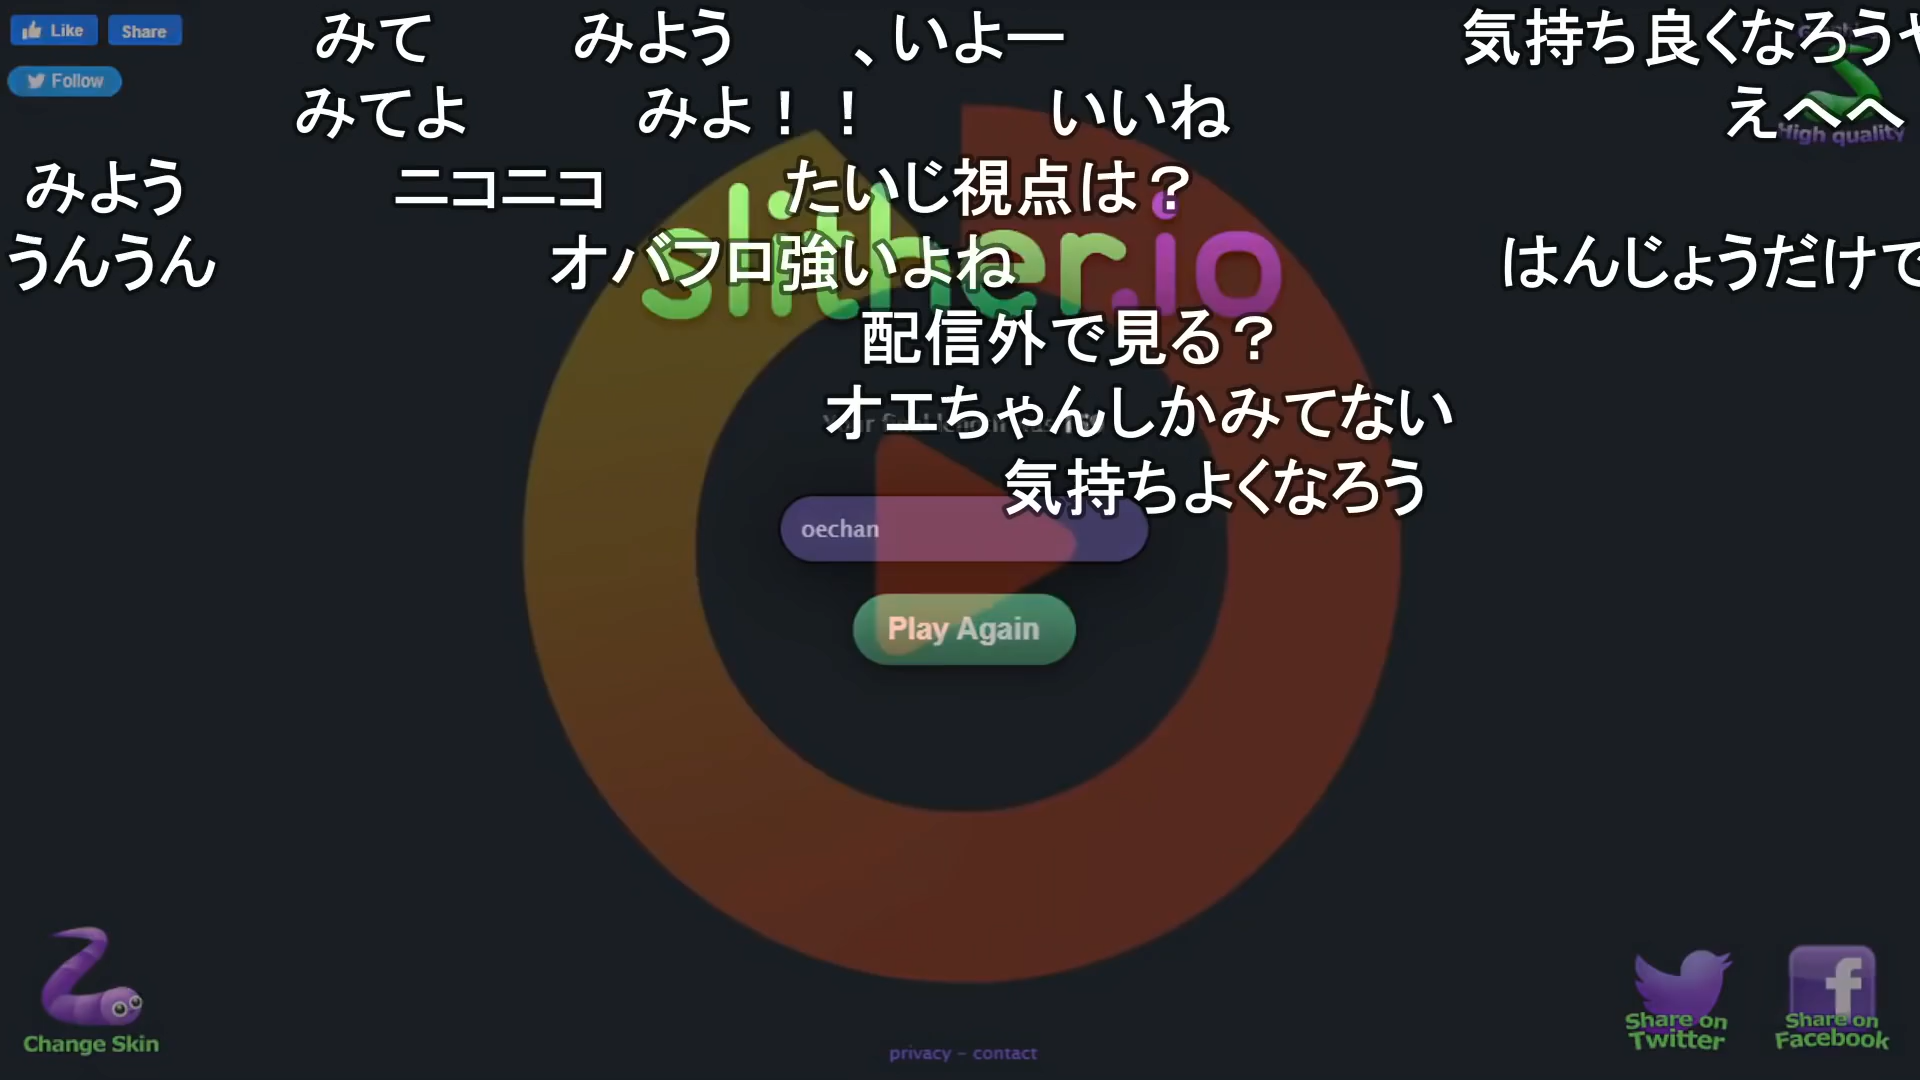 Like
Share
みて
みよう
、いよー
気持ち良くなろうや
Follow
みてよ
みよ！！
いいね
えへへ
High quality
みよう
ニコニコ
たいじ視点は？
slither.io
うんうん
オバフロ強いよね
はんじょうだけで
配信外で見る？
オエちゃんしかみてない
気持ちよくなろう
oechan
Play Again
Change Skin
Share on
Twitter
Share on
Facebook
privacy - contact